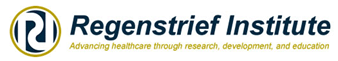 Regenstrief Institute
Advancing healthcare through research, development, and education